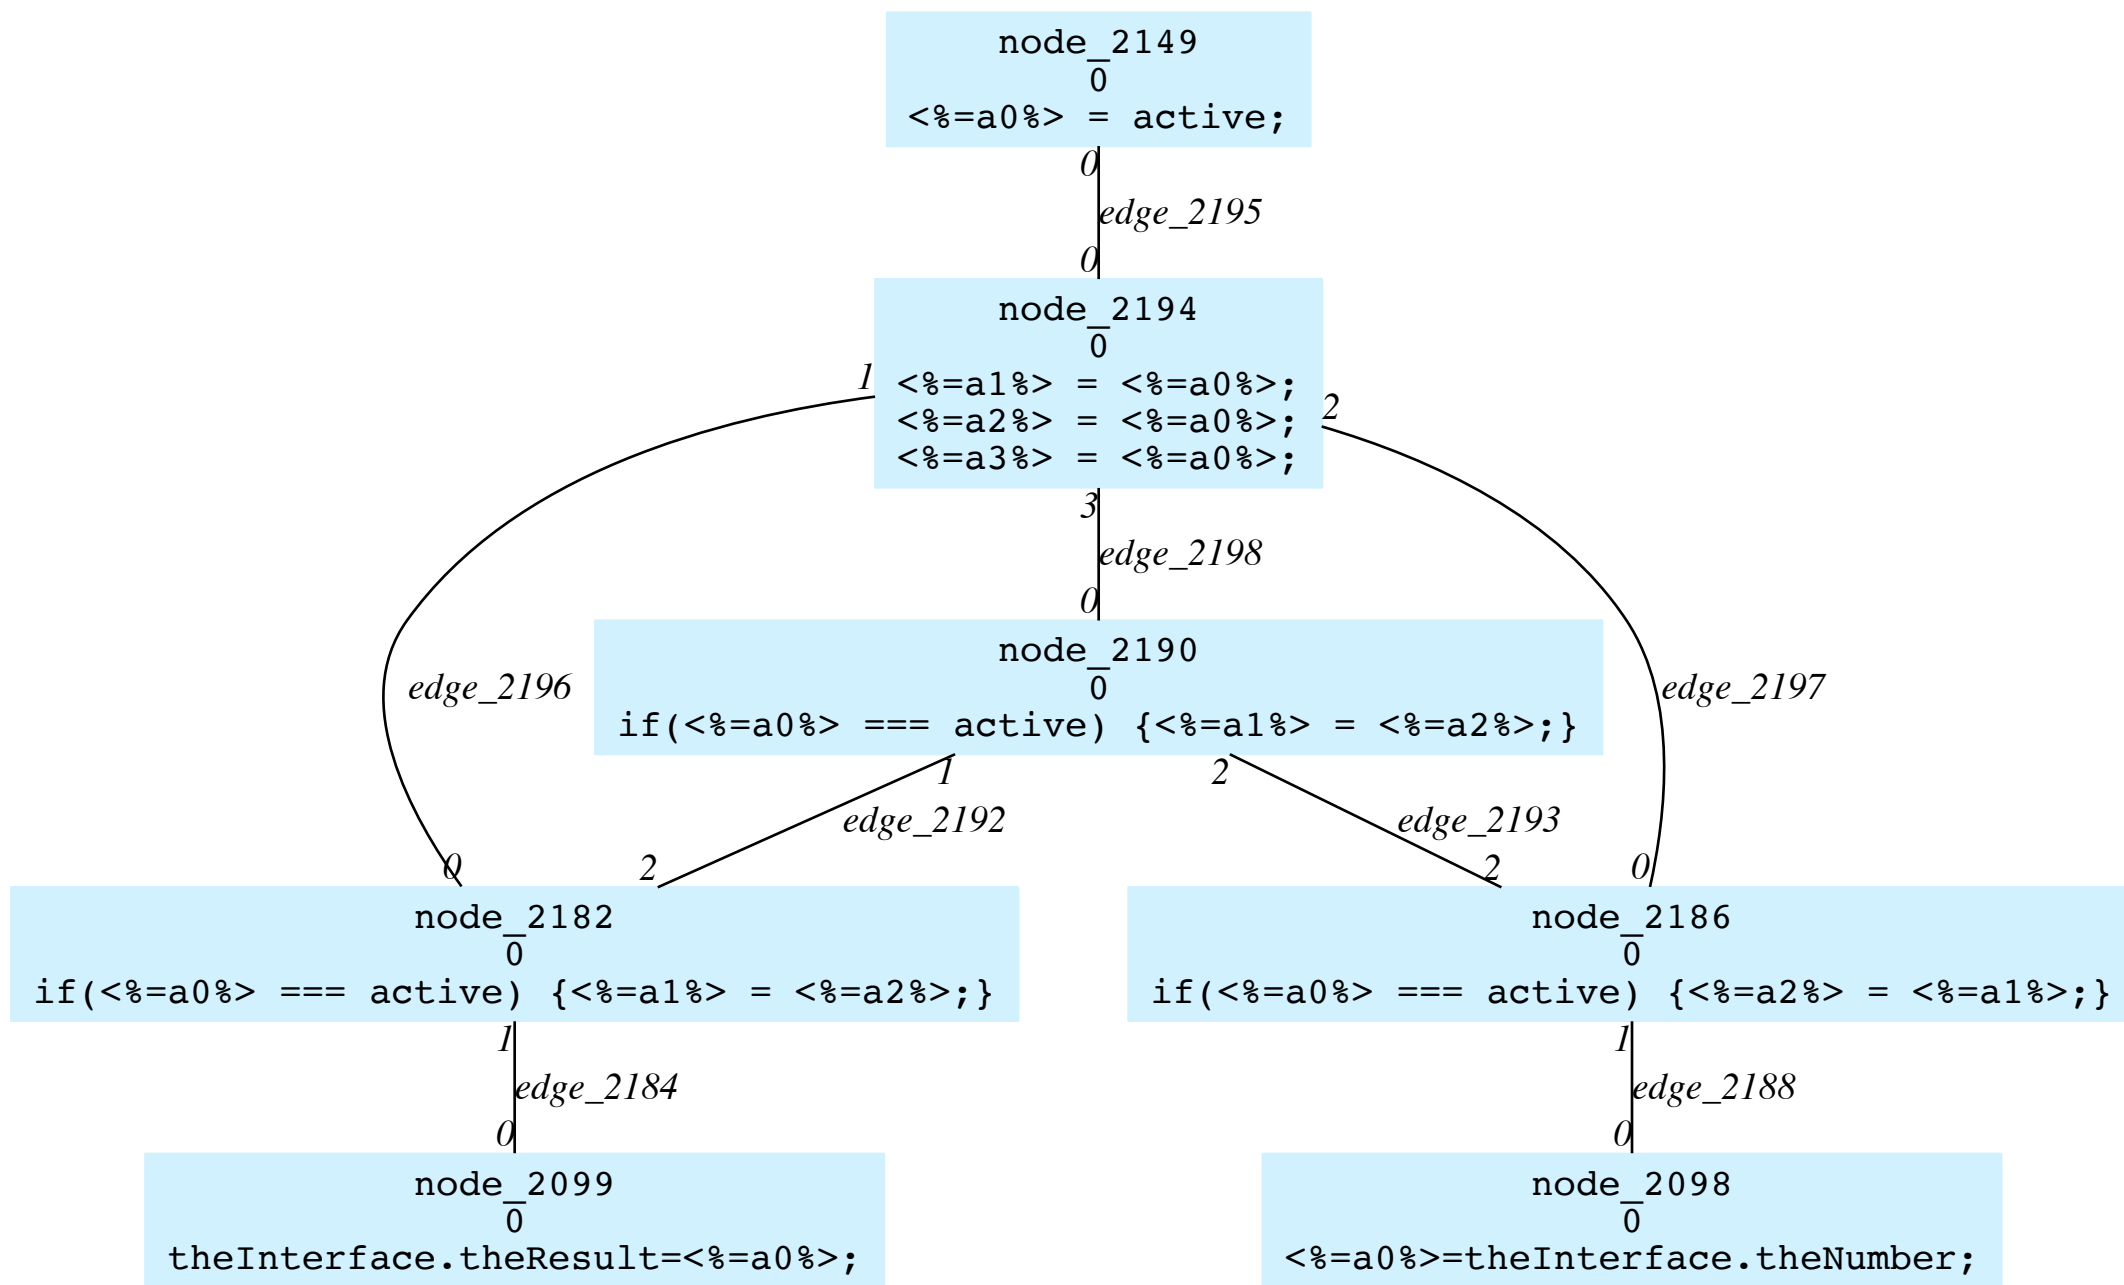 node_2149
0
<%=a0%> = active;
0
edge_2195
0
node_2194
0
<%=a1%> = <%=a0%>;
<%=a2%> = <%=a0%>;
<%=a3%> = <%=a0%>;
1
2
3
edge_2198
0
node_2190
0
if(<%=a0%> === active) {<%=a1%> = <%=a2%>;}
edge_2196
edge_2197
1
2
edge_2192
edge_2193
0
2
2
0
node_2182
0
if(<%=a0%> === active) {<%=a1%> = <%=a2%>;}
node_2186
0
if(<%=a0%> === active) {<%=a2%> = <%=a1%>;}
1
edge_2184
0
1
edge_2188
0
node_2099
0
theInterface.theResult=<%=a0%>;
node_2098
0
<%=a0%>=theInterface.theNumber;